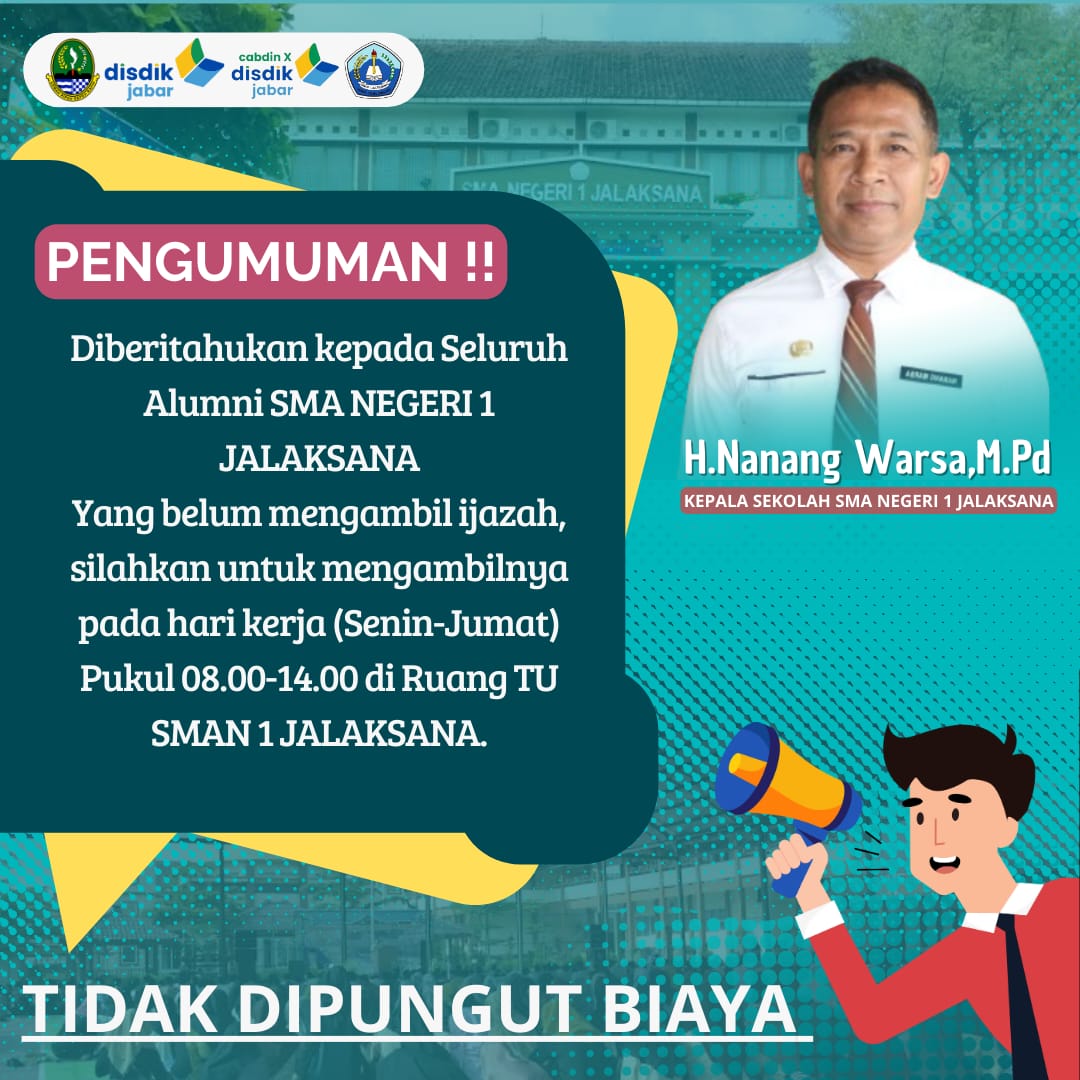 disdik
jabar
cabdin X
disdik
jabar
SMA NEGERI 1 JALAKSANA
PENGUMUMAN !!
Diberitahukan kepada Seluruh
Alumni SMA NEGERI 1
JALAKSANA
Yang belum mengambil ijazah,
silahkan untuk mengambilnya
pada hari kerja (Senin-Jumat)
Pukul 08.00-14.00 di Ruang TU
SMAN 1 JALAKSANA.
H.Nanang Warsa,M.Pd
KEPALA SEKOLAH SMA NEGERI 1 JALAKSANA
TIDAK DIPUNGUT BIAYA